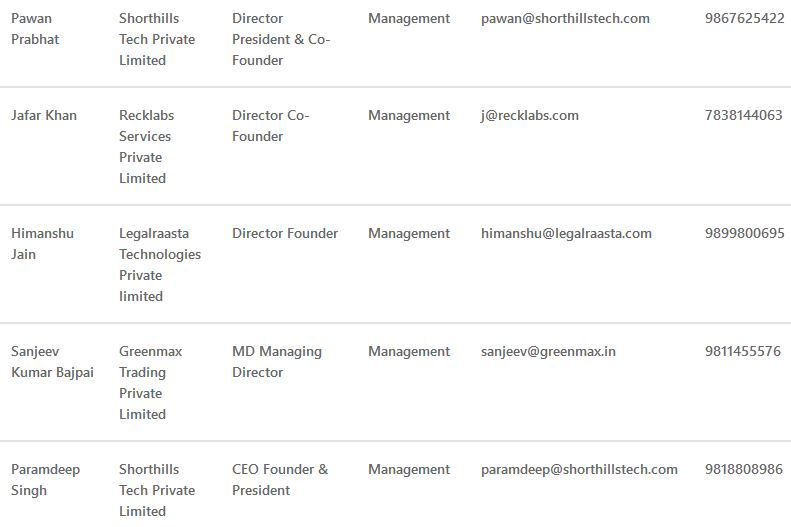 Pawan Shorthills Director Management pawan@shorthillstech.com 9867625422
Prabhat Tech Private President & Co-
Limited Founder
Jafar Khan Recklabs Director Co- Management j@recklabs.com 7838144063
Services Founder
Private
Limited
Himanshu Legalraasta Director Founder Management himanshu@legalraasta.com 9899800695
Jain Technologies
Private
limited
Sanjeev Greenmax MD Managing Management sanjeev@greenmax.in 9811455576
Kumar Bajpai Trading Director
Private
Limited
Paramdeep Shorthills CEO Founder & Management paramdeep@shorthillstech.com 9818808986
Singh Tech Private President
Limited